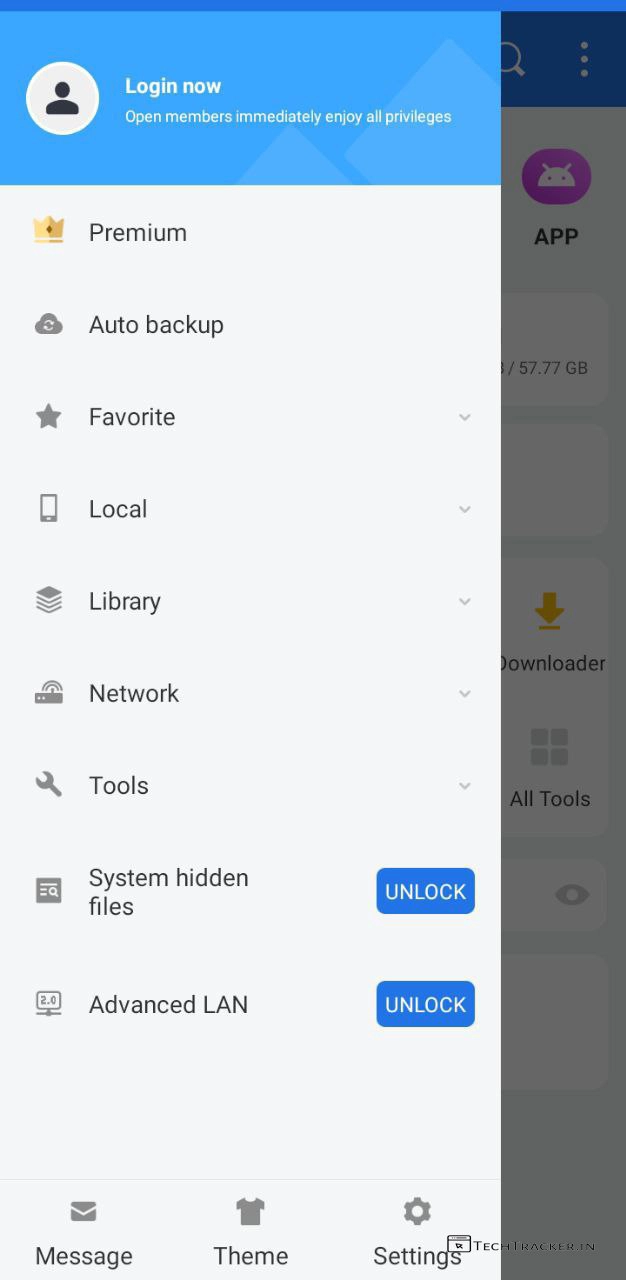 Login now
Open members immediately enjoy all privileges
APP
Premium
Auto backup
/ 57.77 GB
Favorite
Local
Library
Downloader
Network
Tools
All Tools
System hidden
files
UNLOCK
2.0
Advanced LAN
UNLOCK
Message
Theme
Settings
TechTracker.in